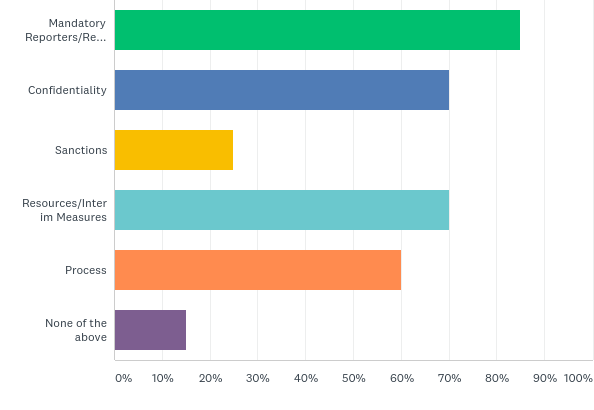 Mandatory
Reporters/Re...
Confidentiality
Sanctions
Resources/Inter
im Measures
Process
None of the
above
0% 10% 20% 30% 40% 50% 60% 70% 80% 90% 100%